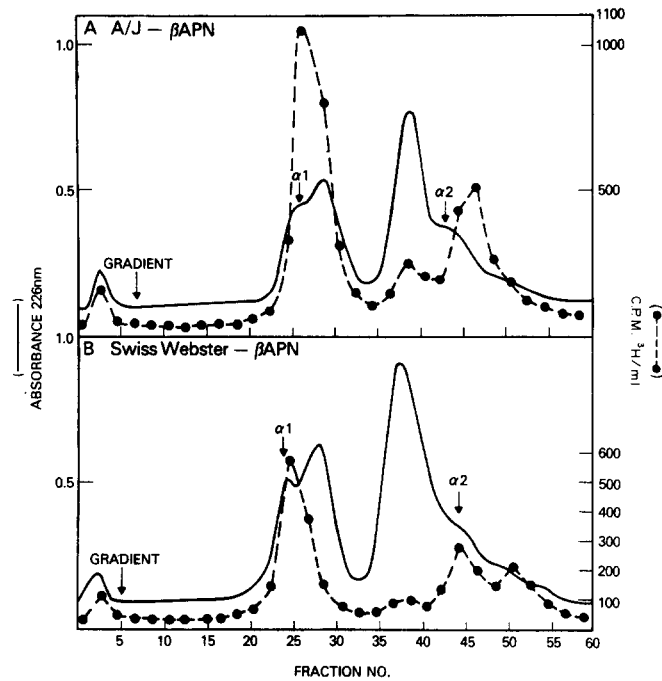 A A/J — βAPN
1.0
0.5
α1
α2
GRADIENT
1100
1000
500
ABSORBANCE 226nm
(——)
C.P.M. ³H/ml
(●---●)
B Swiss Webster — βAPN
1.0
0.5
α1
α2
GRADIENT
600
500
400
300
200
100
5 10 15 20 25 30 35 40 45 50 55 60
FRACTION NO.